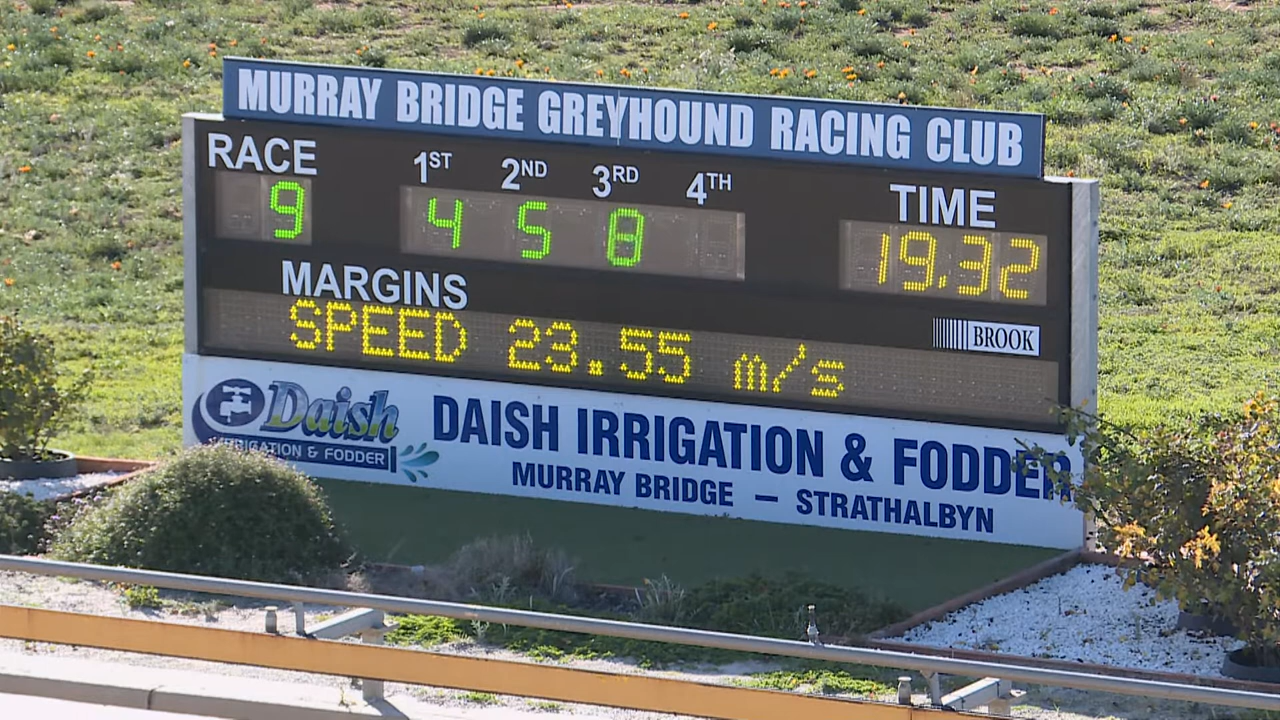 MURRAY BRIDGE GREYHOUND RACING CLUB
RACE 1ST 2ND 3RD 4TH TIME
9 4 5 8 19.32
MARGINS
SPEED 23.55 m/s
BROOK
Daish
IRRIGATION & FODDER
DAISH IRRIGATION & FODDER
MURRAY BRIDGE – STRATHALBYN